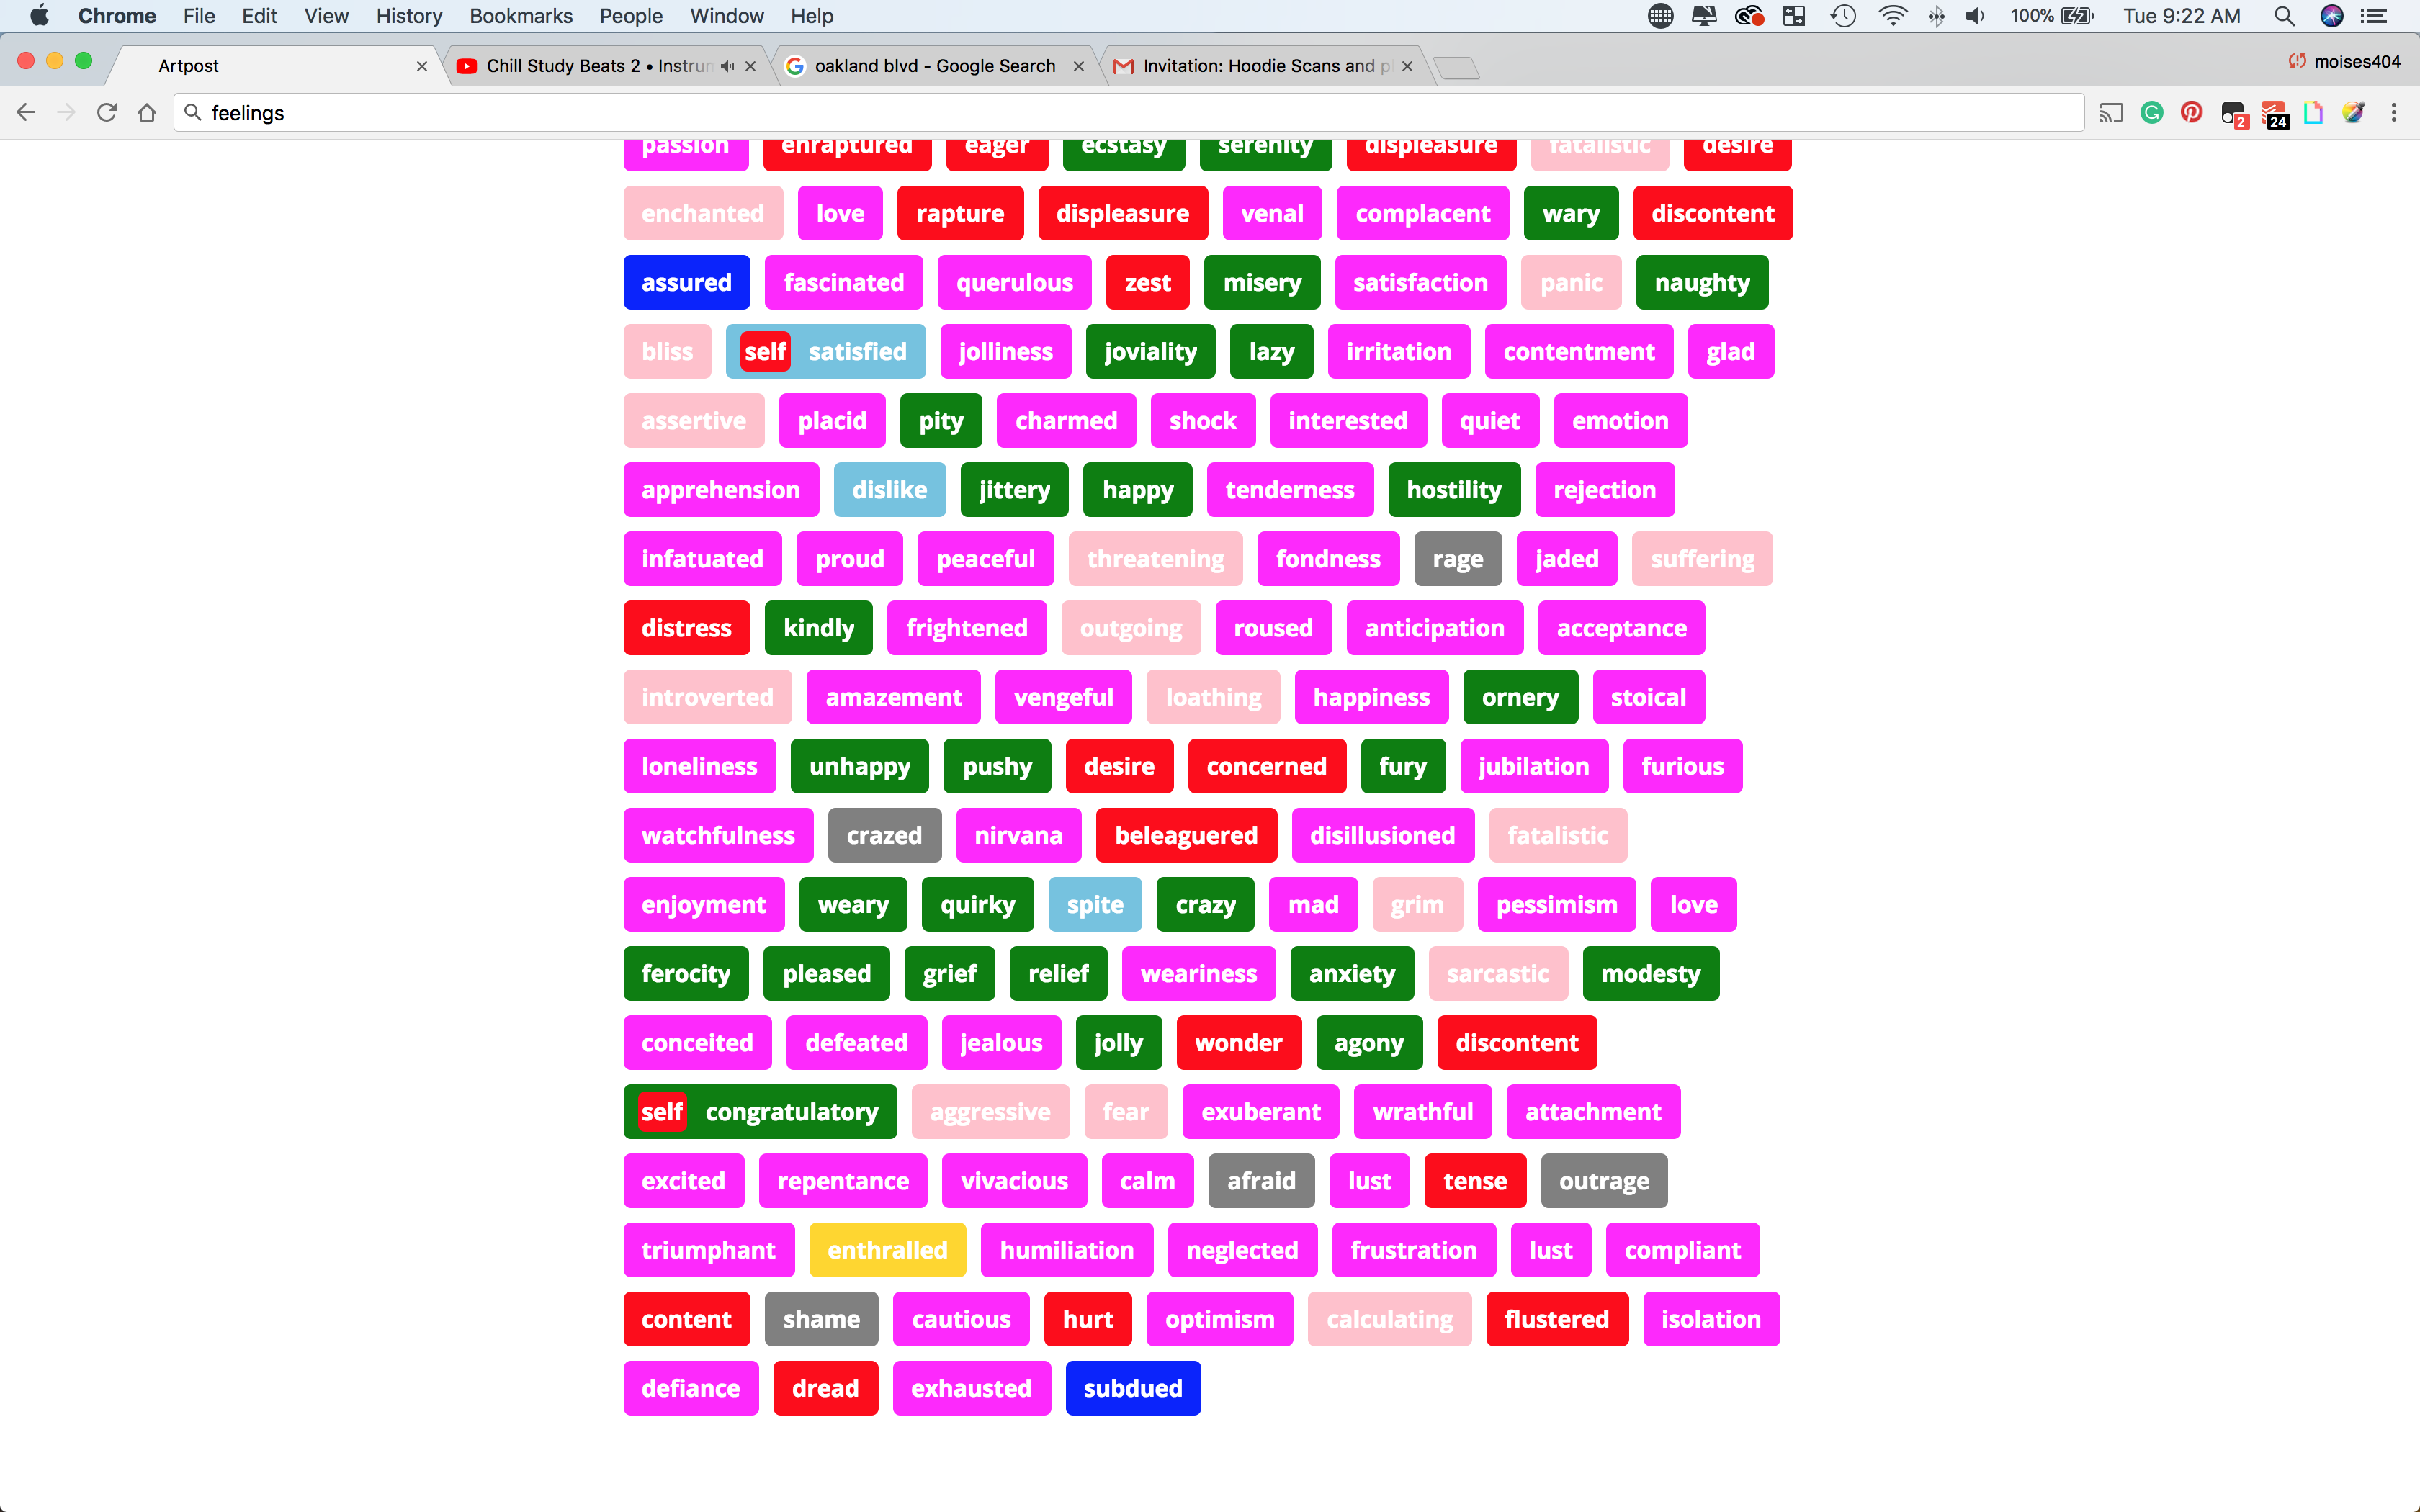 Chrome File Edit View History Bookmarks People Window Help 100% Tue 9:22 AM
Artpost Chill Study Beats 2 • Instrum oakland blvd - Google Search Invitation: Hoodie Scans and moises404
feelings 2 24
passion enraptured eager ecstasy serenity displeasure fatalistic desire
enchanted love rapture displeasure venal complacent wary discontent
assured fascinated querulous zest misery satisfaction panic naughty
bliss self satisfied jolliness joviality lazy irritation contentment glad
assertive placid pity charmed shock interested quiet emotion
apprehension dislike jittery happy tenderness hostility rejection
infatuated proud peaceful threatening fondness rage jaded suffering
distress kindly frightened outgoing roused anticipation acceptance
introverted amazement vengeful loathing happiness ornery stoical
loneliness unhappy pushy desire concerned fury jubilation furious
watchfulness crazed nirvana beleaguered disillusioned fatalistic
enjoyment weary quirky spite crazy mad grim pessimism love
ferocity pleased grief relief weariness anxiety sarcastic modesty
conceited defeated jealous jolly wonder agony discontent
self congratulatory aggressive fear exuberant wrathful attachment
excited repentance vivacious calm afraid lust tense outrage
triumphant enthralled humiliation neglected frustration lust compliant
content shame cautious hurt optimism calculating flustered isolation
defiance dread exhausted subdued